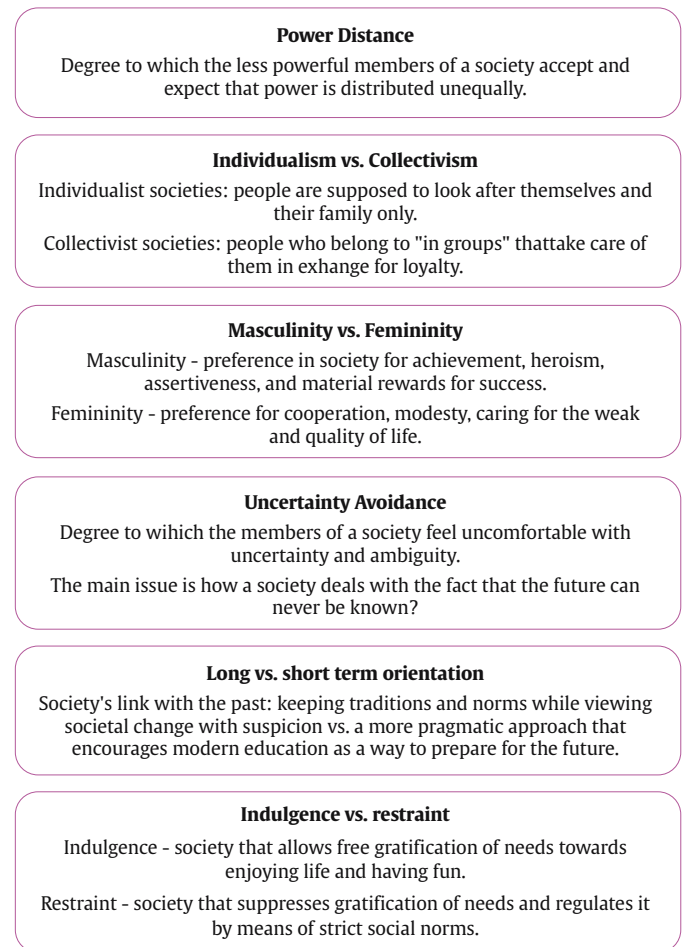 Power Distance
Degree to which the less powerful members of a society accept and
expect that power is distributed unequally.
Individualism vs. Collectivism
Individualist societies: people are supposed to look after themselves and
their family only.
Collectivist societies: people who belong to "in groups" thattake care of
them in exhange for loyalty.
Masculinity vs. Femininity
Masculinity - preference in society for achievement, heroism,
assertiveness, and material rewards for success.
Femininity - preference for cooperation, modesty, caring for the weak
and quality of life.
Uncertainty Avoidance
Degree to wihich the members of a society feel uncomfortable with
uncertainty and ambiguity.
The main issue is how a society deals with the fact that the future can
never be known?
Long vs. short term orientation
Society's link with the past: keeping traditions and norms while viewing
societal change with suspicion vs. a more pragmatic approach that
encourages modern education as a way to prepare for the future.
Indulgence vs. restraint
Indulgence - society that allows free gratification of needs towards
enjoying life and having fun.
Restraint - society that suppresses gratification of needs and regulates it
by means of strict social norms.